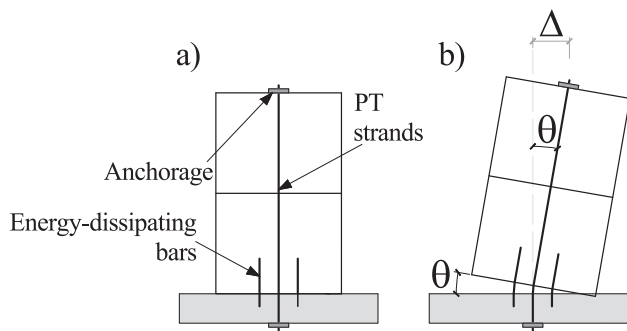 a)
PT
strands
Anchorage
Energy-dissipating
bars
b)
Δ
θ
θ